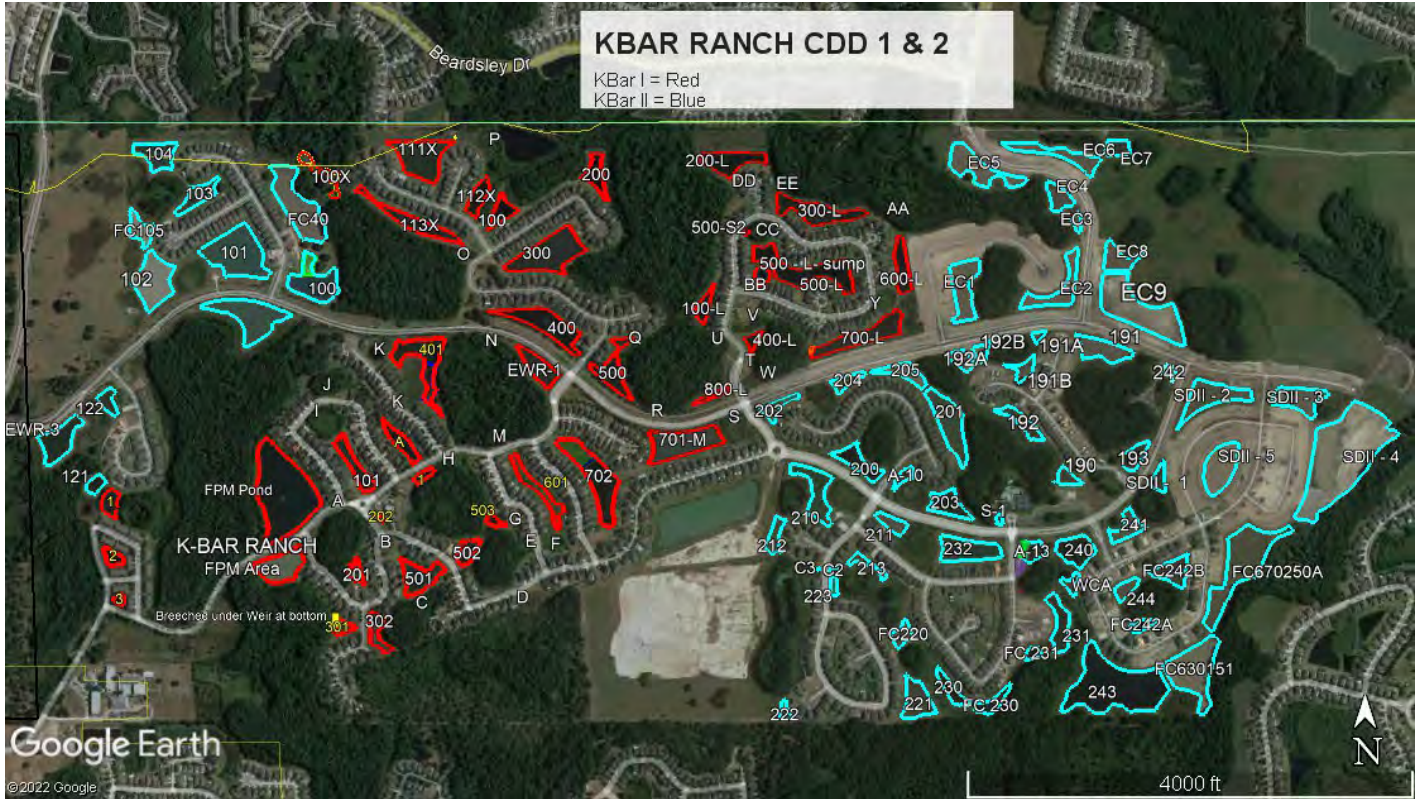 KBAR RANCH CDD 1 & 2
KBar I = Red
KBar II = Blue
Beardsley Dr
104
103
FC105
102
101
100X
FC40
100
T
111X
P
112X
100
113X
200
O
300
N
400
Q
EWR-1
500
K
401
K
J
I
A
H
1
M
101
FPM Pond
A
202
B
K-BAR RANCH
FPM Area
201
501
C
502
503
G
E
F
601
702
D
Breeched under Weir at bottom
301
302
122
EWR-3
121
1
2
3
200-L
DD
EE
300-L
AA
500-S2
CC
500 - L- sump
500-L
BB
600-L
Y
100-L
V
U
400-L
700-L
T
W
800-L
R
S
701-M
202
204
205
201
200
A-10
203
S-1
210
211
212
C3
C2
213
223
232
A-13
240
241
WCA
FC242B
244
FC242A
231
FC231
FC220
230
FC 230
221
222
243
FC630151
FC670250A
EC5
EC6
EC7
EC4
EC3
EC8
EC1
EC2
EC9
192B
192A
191A
191
191B
192
190
193
242
SDII - 2
SDII - 3
SDII - 4
SDII - 5
SDII - 1
N
4000 ft
Google Earth
©2022 Google